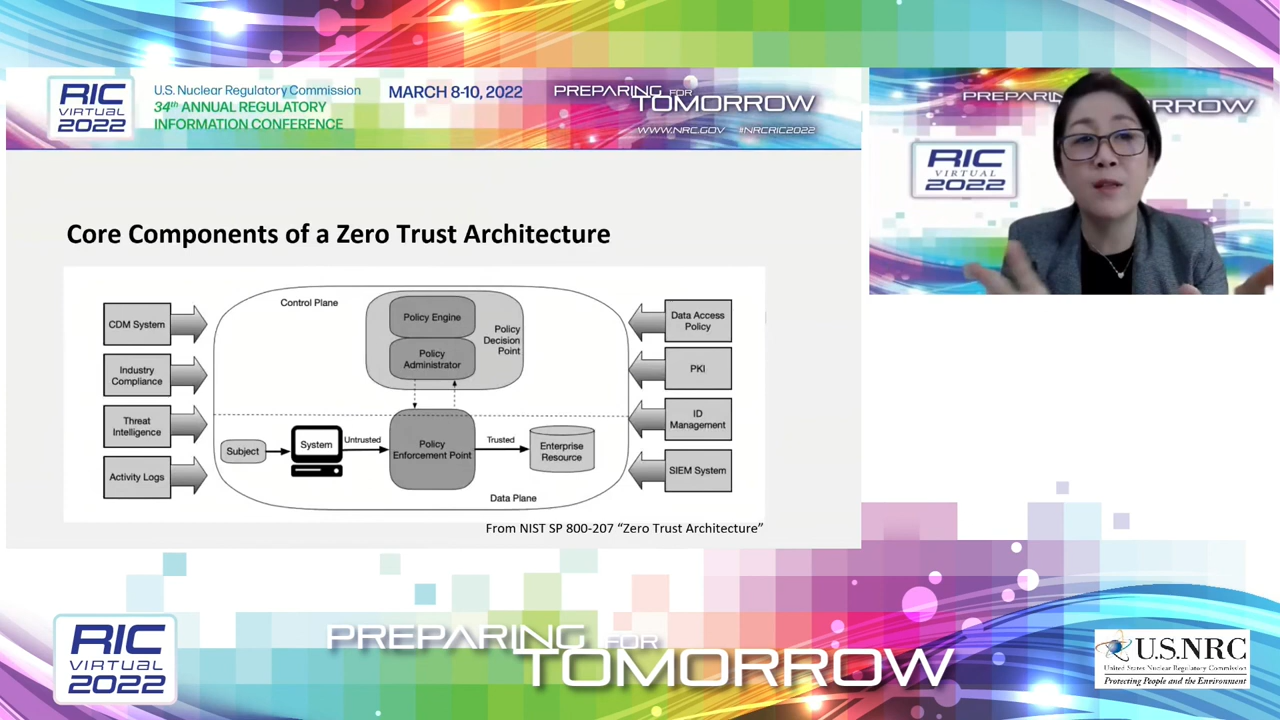 RIC
VIRTUAL
2022
U.S. Nuclear Regulatory Commission
34th ANNUAL REGULATORY
INFORMATION CONFERENCE
MARCH 8-10, 2022
PREPARING FOR
TOMORROW
WWW.NRC.GOV #NRCRIC2022
PREPARING
TOMORROW
RIC
VIRTUAL
2022
Core Components of a Zero Trust Architecture
CDM System
Industry
Compliance
Threat
Intelligence
Activity Logs
Control Plane
Policy Engine
Policy
Administrator
Policy
Decision
Point
Subject
System
Untrusted
Policy
Enforcement Point
Trusted
Enterprise
Resource
Data Plane
Data Access
Policy
PKI
ID
Management
SIEM System
From NIST SP 800-207 “Zero Trust Architecture”
RIC
VIRTUAL
2022
PREPARING FOR
TOMORROW
U.S.NRC
United States Nuclear Regulatory Commission
Protecting People and the Environment